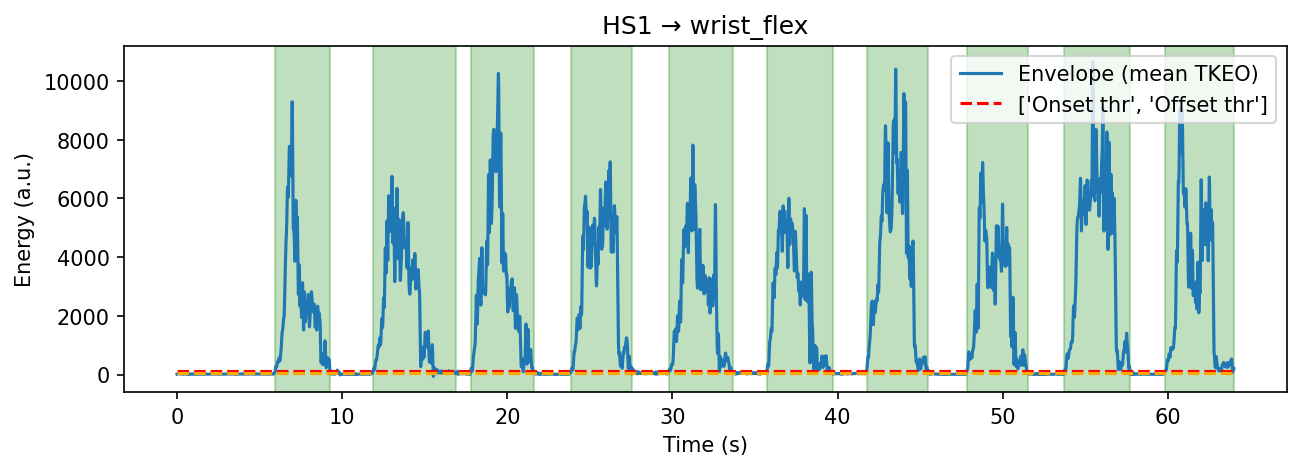 HS1 → wrist_flex
Energy (a.u.)
10000
8000
6000
4000
2000
0
Envelope (mean TKEO)
['Onset thr', 'Offset thr']
0 10 20 30 40 50 60
Time (s)